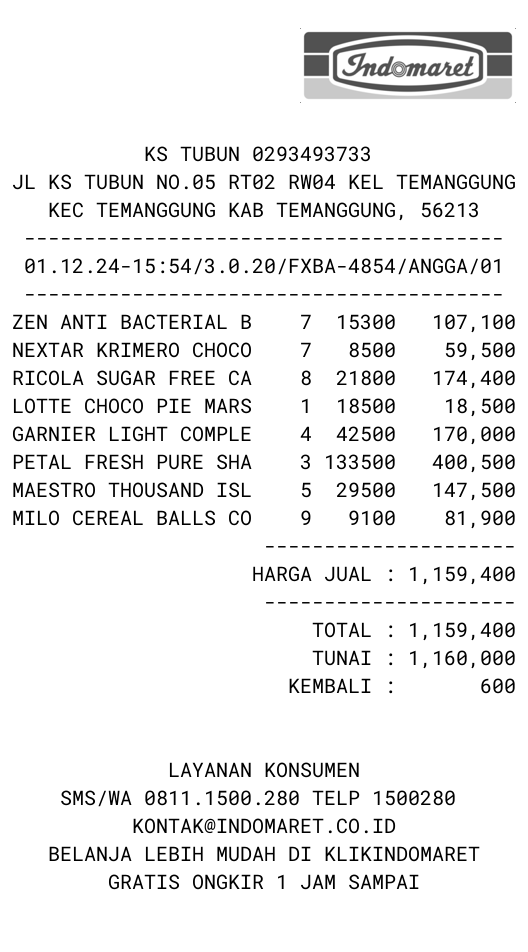 Indomaret
KS TUBUN 0293493733
JL KS TUBUN NO.05 RT02 RW04 KEL TEMANGGUNG
KEC TEMANGGUNG KAB TEMANGGUNG, 56213
----------------------------------------
01.12.24-15:54/3.0.20/FXBA-4854/ANGGA/01
----------------------------------------
ZEN ANTI BACTERIAL B 7 15300 107,100
NEXTAR KRIMERO CHOCO 7 8500 59,500
RICOLA SUGAR FREE CA 8 21800 174,400
LOTTE CHOCO PIE MARS 1 18500 18,500
GARNIER LIGHT COMPLE 4 42500 170,000
PETAL FRESH PURE SHA 3 133500 400,500
MAESTRO THOUSAND ISL 5 29500 147,500
MILO CEREAL BALLS CO 9 9100 81,900
---------------------
HARGA JUAL : 1,159,400
---------------------
TOTAL : 1,159,400
TUNAI : 1,160,000
KEMBALI : 600
LAYANAN KONSUMEN
SMS/WA 0811.1500.280 TELP 1500280
KONTAK@INDOMARET.CO.ID
BELANJA LEBIH MUDAH DI KLIKINDOMARET
GRATIS ONGKIR 1 JAM SAMPAI